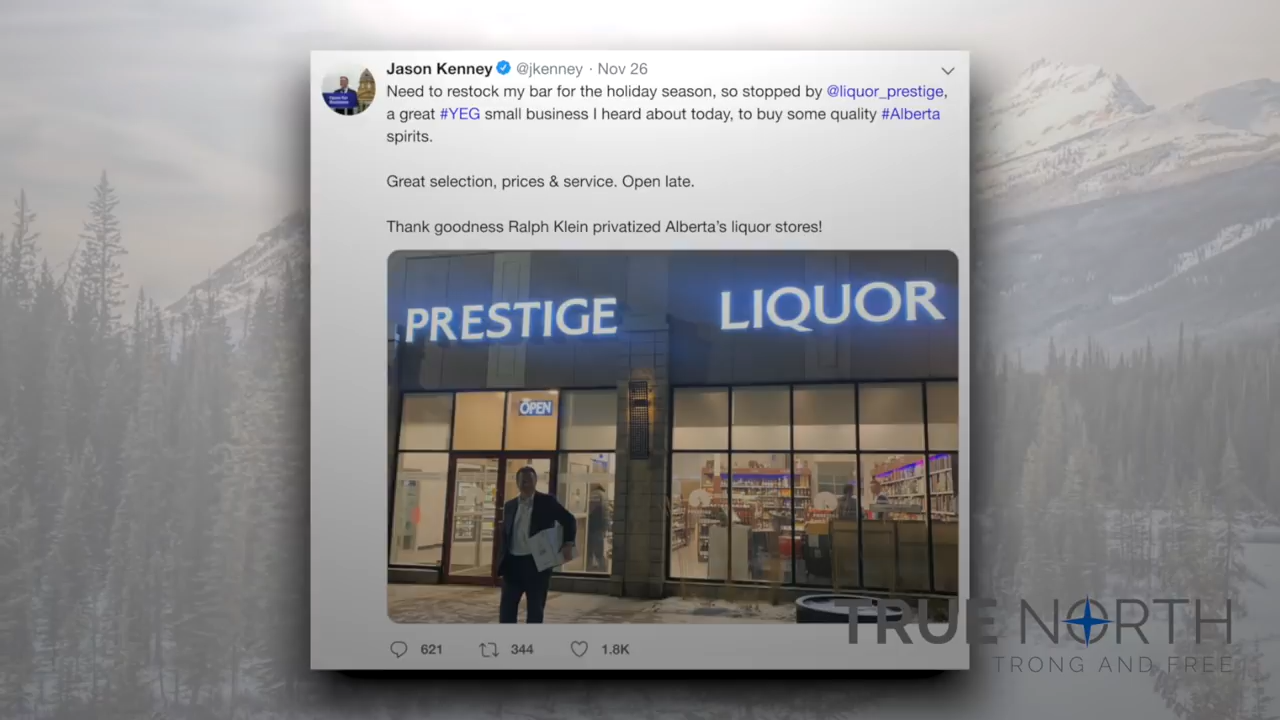 Jason Kenney @jkenney · Nov 26
Need to restock my bar for the holiday season, so stopped by @liquor_prestige,
a great #YEG small business I heard about today, to buy some quality #Alberta
spirits.
Great selection, prices & service. Open late.
Thank goodness Ralph Klein privatized Alberta's liquor stores!
PRESTIGE LIQUOR
OPEN
621 344 1.8K
TRUE NORTH
TRONG AND FREE